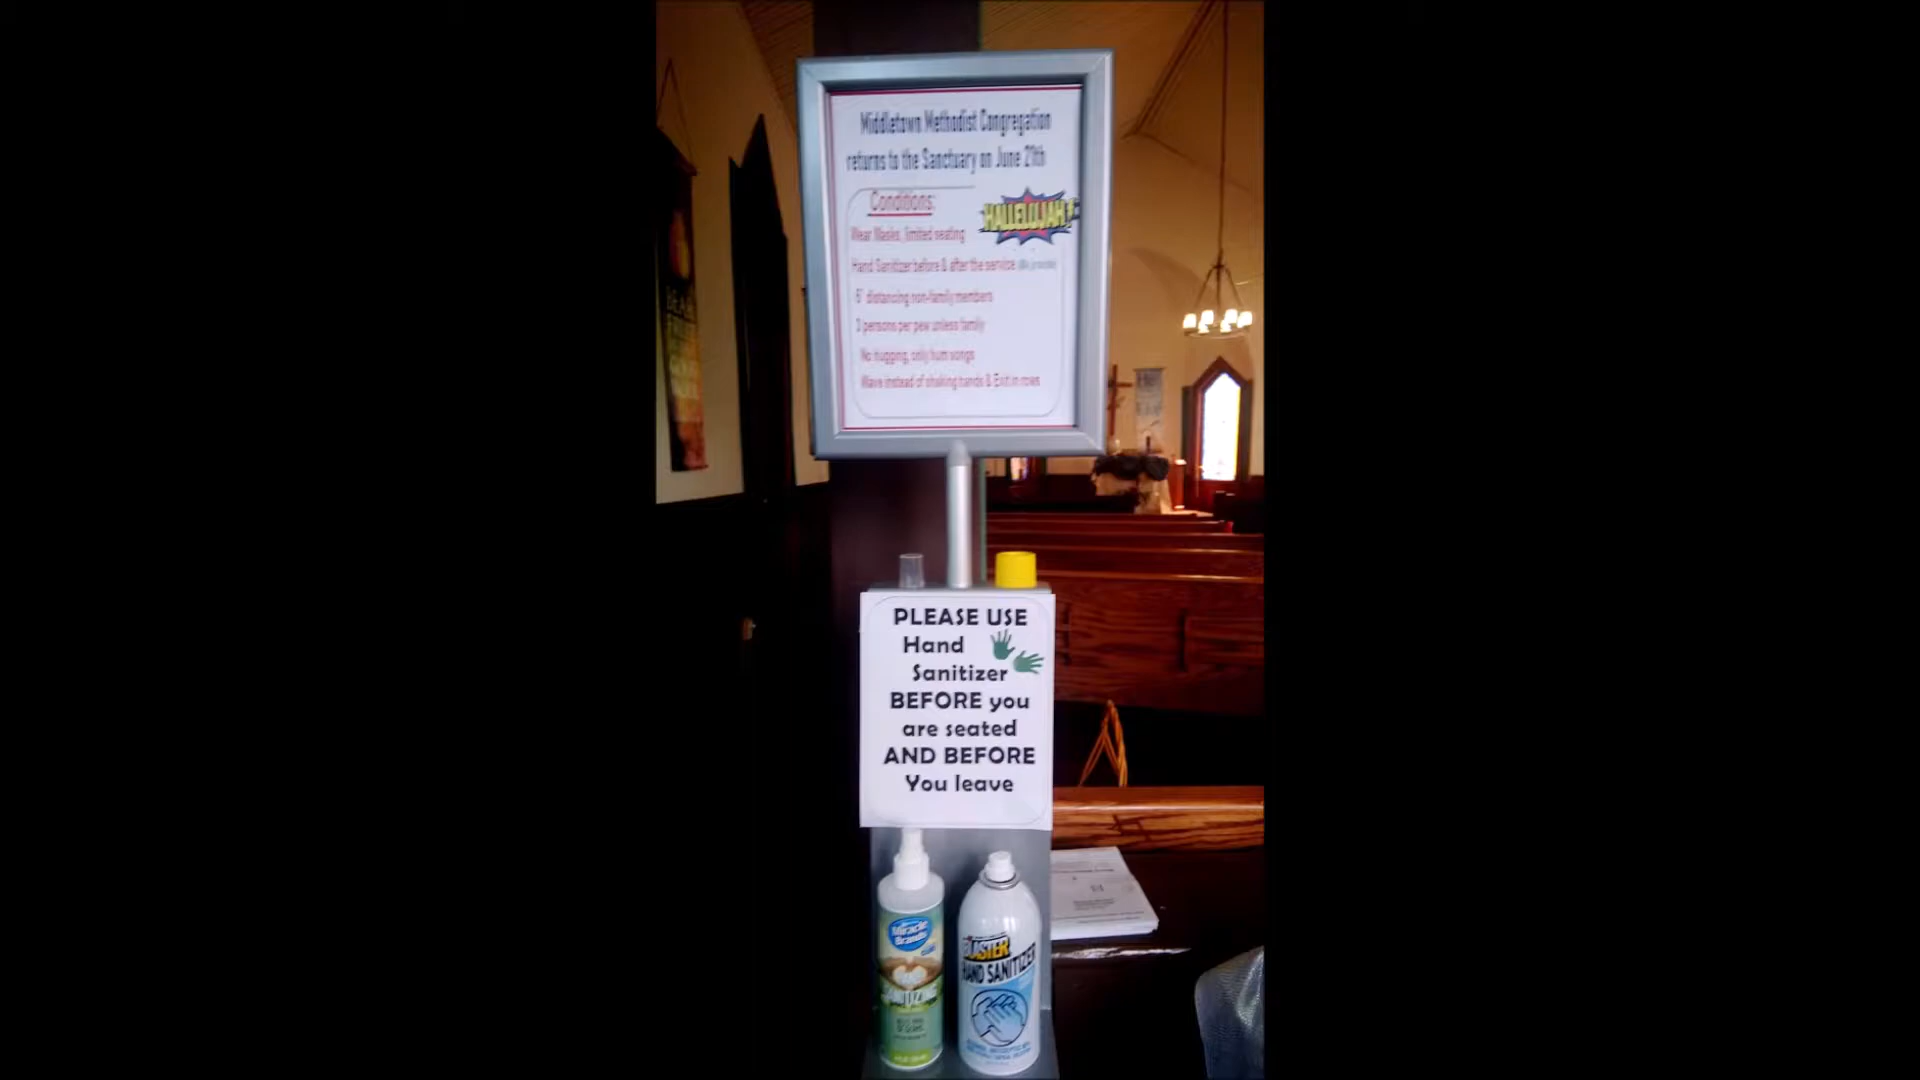 Middletown Methodist Congregation
returns to the Sanctuary on June 21th
Conditions:
HALLELUJAH!
Wear Masks, limited seating
Hand Sanitizer before & after the service (We provide)
6' distancing non-family members
3 persons per pew unless family
No hugging, only hum songs
Wave instead of shaking hands & Exit in rows
PLEASE USE
Hand
Sanitizer
BEFORE you
are seated
AND BEFORE
You leave
Miracle
Brands
BLASTER
HAND SANITIZER